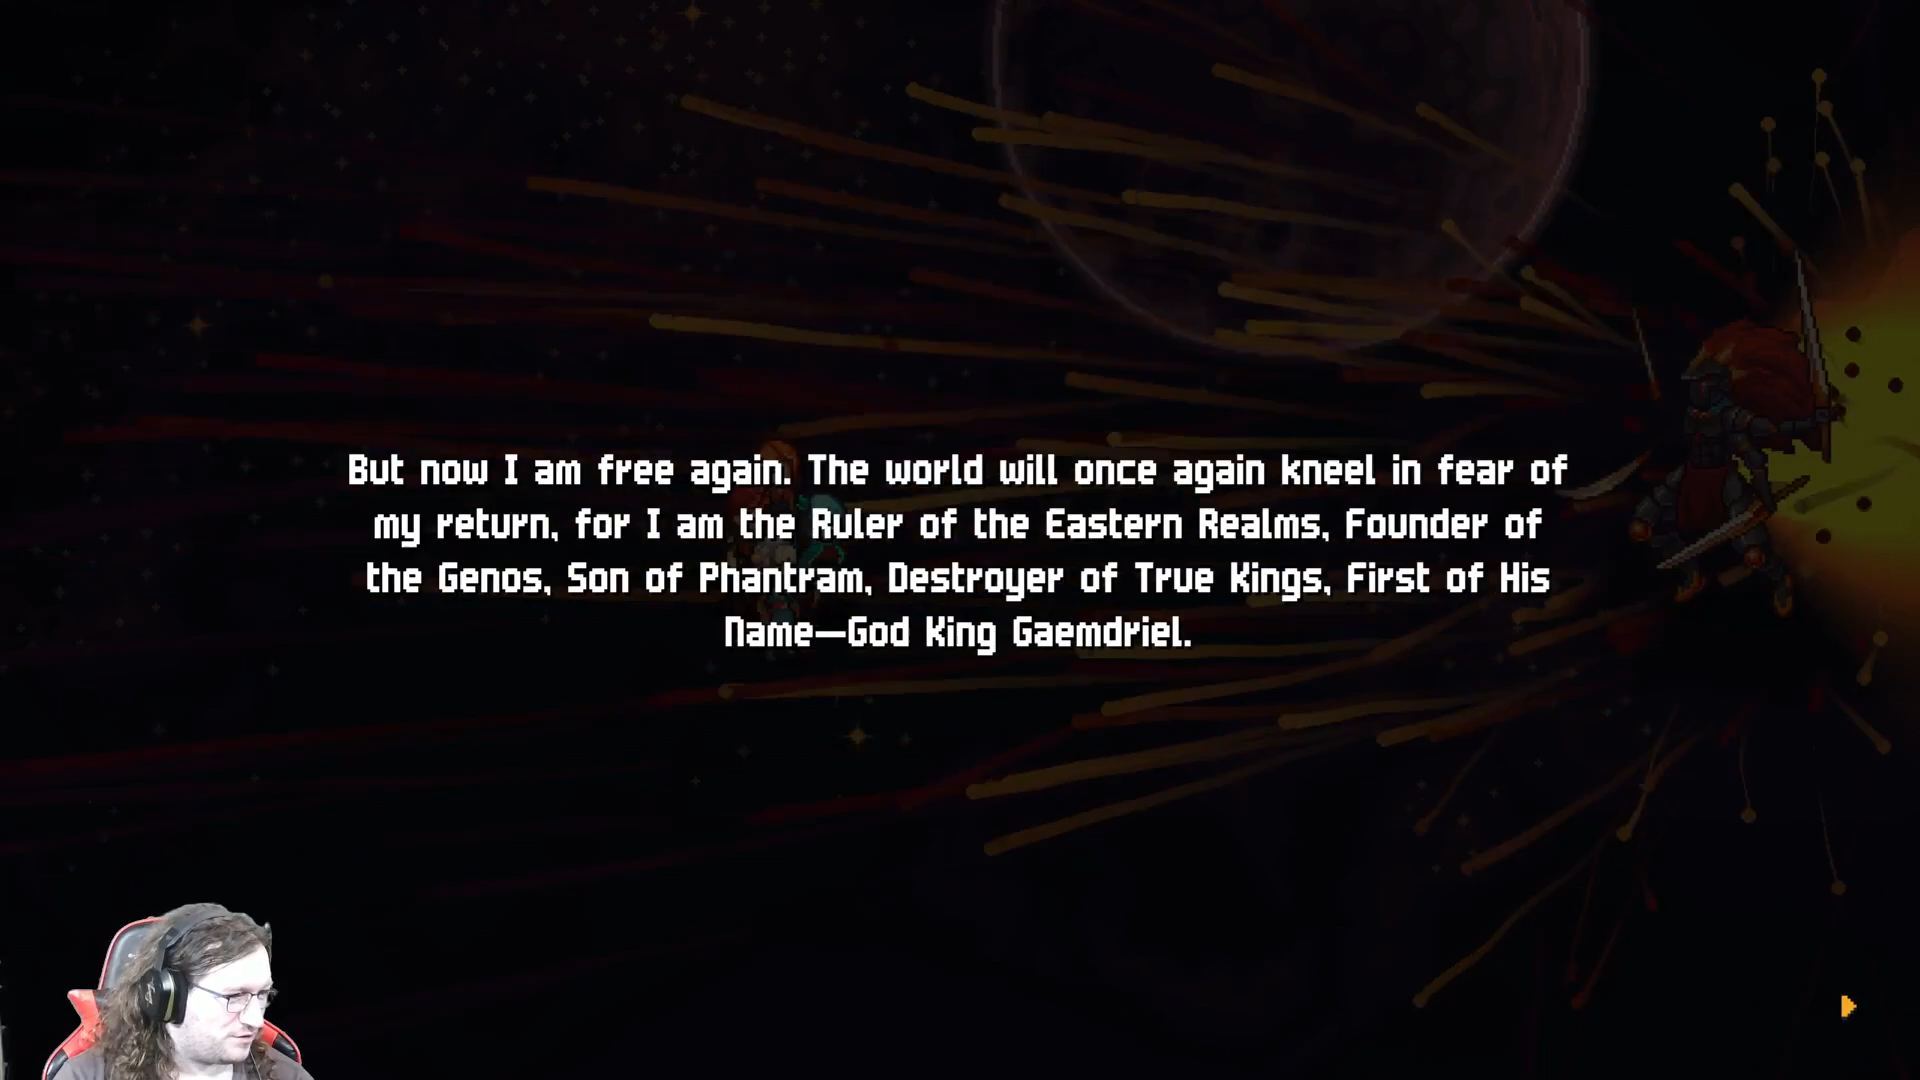 But now I am free again. The world will once again kneel in fear of
my return, for I am the Ruler of the Eastern Realms, Founder of
the Genos, Son of Phantram, Destroyer of True Kings, First of His
Name—God King Gaemdriel.